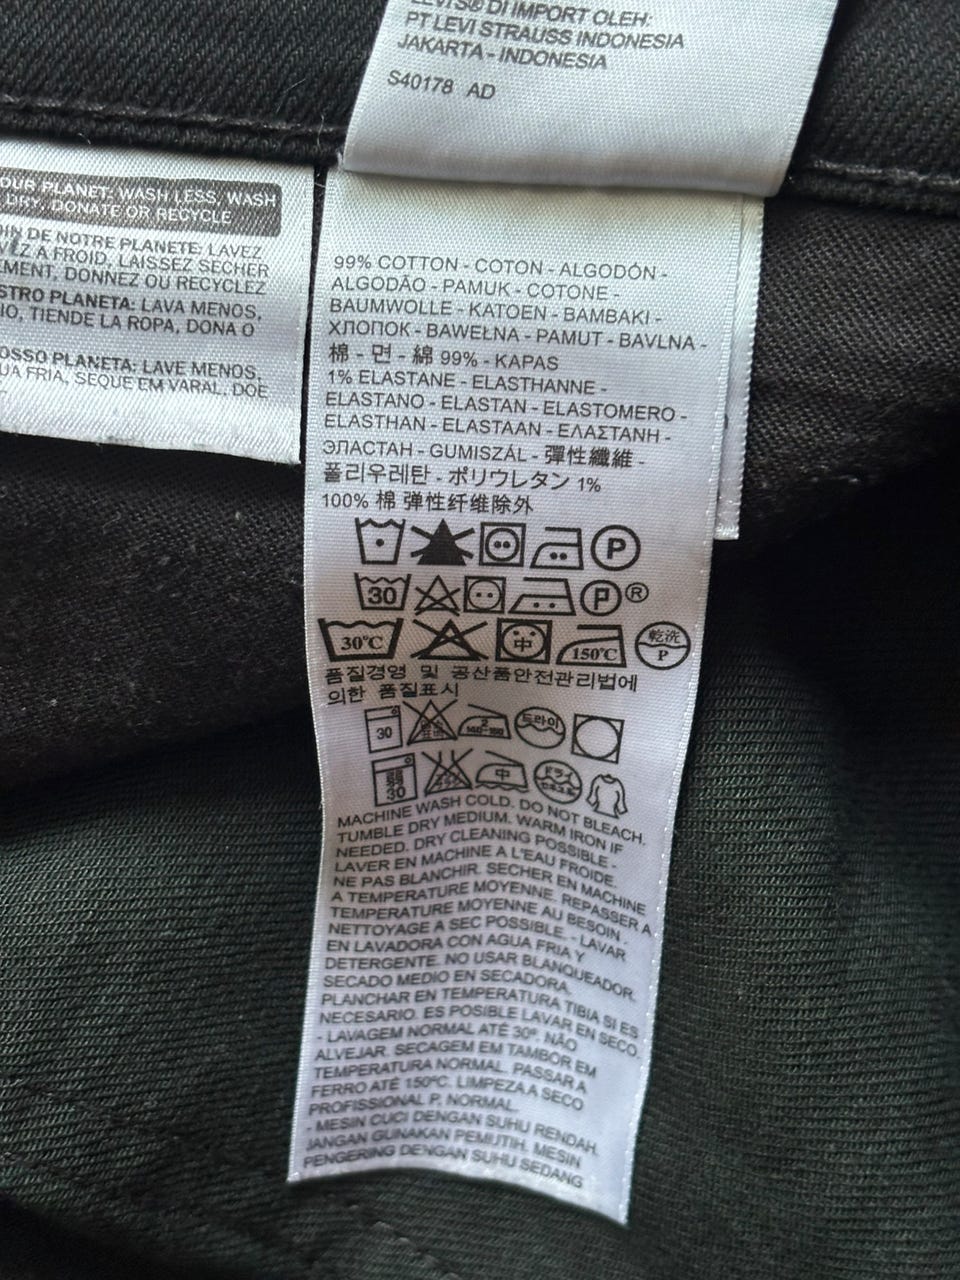 LEVI'S® DI IMPORT OLEH:
PT LEVI STRAUSS INDONESIA
JAKARTA - INDONESIA
S40178 AD
OUR PLANET: WASH LESS, WASH
DRY, DONATE OR RECYCLE
DE NOTRE PLANETE: LAVEZ
A FROID, LAISSEZ SECHER
DONNEZ OU RECYCLEZ
PLANETA: LAVA MENOS,
TIENDE LA ROPA, DONA O
PLANETA: LAVE MENOS,
FRIA, SEQUE EM VARAL, DOE
99% COTTON - COTON - ALGODÓN -
ALGODÃO - PAMUK - COTONE -
BAUMWOLLE - KATOEN - BAMBAKI -
ХЛОПОК - BAWEŁNA - PAMUT - BAVLNA -
棉 - 면 - 綿 99% - KAPAS
1% ELASTANE - ELASTHANNE -
ELASTANO - ELASTAN - ELASTOMERO -
ELASTHAN - ELASTAAN - ΕΛΑΣΤΑΝΗ -
ЭЛАСТАН - GUMISZÁL - 彈性纖維 -
폴리우레탄 - ポリウレタン 1%
100% 棉 弹性纤维除外
P
30 P ®
30℃ 中 150℃ 乾洗 P
품질경영 및 공산품안전관리법에
의한 품질표시
30 2 140~160 드라이
30 中 ドライ
MACHINE WASH COLD. DO NOT BLEACH.
TUMBLE DRY MEDIUM. WARM IRON IF
NEEDED. DRY CLEANING POSSIBLE -
LAVER EN MACHINE A L'EAU FROIDE.
NE PAS BLANCHIR. SECHER EN MACHINE
A TEMPERATURE MOYENNE. REPASSER A
TEMPERATURE MOYENNE AU BESOIN.
NETTOYAGE A SEC POSSIBLE. - LAVAR
EN LAVADORA CON AGUA FRIA Y
DETERGENTE. NO USAR BLANQUEADOR.
SECADO MEDIO EN SECADORA.
PLANCHAR EN TEMPERATURA TIBIA SI ES
NECESARIO. ES POSIBLE LAVAR EN SECO.
- LAVAGEM NORMAL ATÉ 30º. NÃO
ALVEJAR. SECAGEM EM TAMBOR EM
TEMPERATURA NORMAL. PASSAR A
FERRO ATÉ 150ºC. LIMPEZA A SECO
PROFISSIONAL P, NORMAL.
- MESIN CUCI DENGAN SUHU RENDAH.
JANGAN GUNAKAN PEMUTIH. MESIN
PENGERING DENGAN SUHU SEDANG